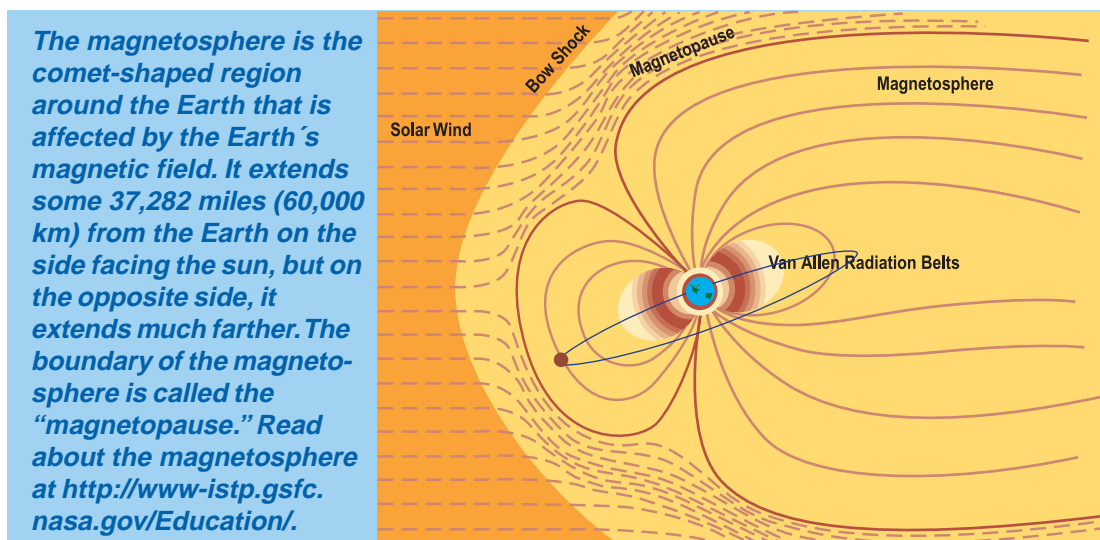 The magnetosphere is the
comet-shaped region
around the Earth that is
affected by the Earth´s
magnetic field. It extends
some 37,282 miles (60,000
km) from the Earth on the
side facing the sun, but on
the opposite side, it
extends much farther. The
boundary of the magneto-
sphere is called the
“magnetopause.” Read
about the magnetosphere
at http://www-istp.gsfc.
nasa.gov/Education/.
Solar Wind
Bow Shock
Magnetopause
Magnetosphere
Van Allen Radiation Belts